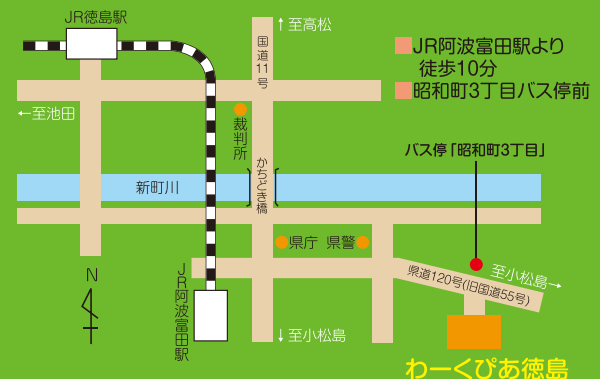 JR徳島駅
↑至高松
国道11号
JR阿波富田駅より
徒歩10分
昭和町3丁目バス停前
←至池田
裁判所
バス停「昭和町3丁目」
かちどき橋
新町川
県庁
県警
N
JR阿波富田駅
至小松島→
県道120号(旧国道55号)
↓至小松島
わーくぴあ徳島